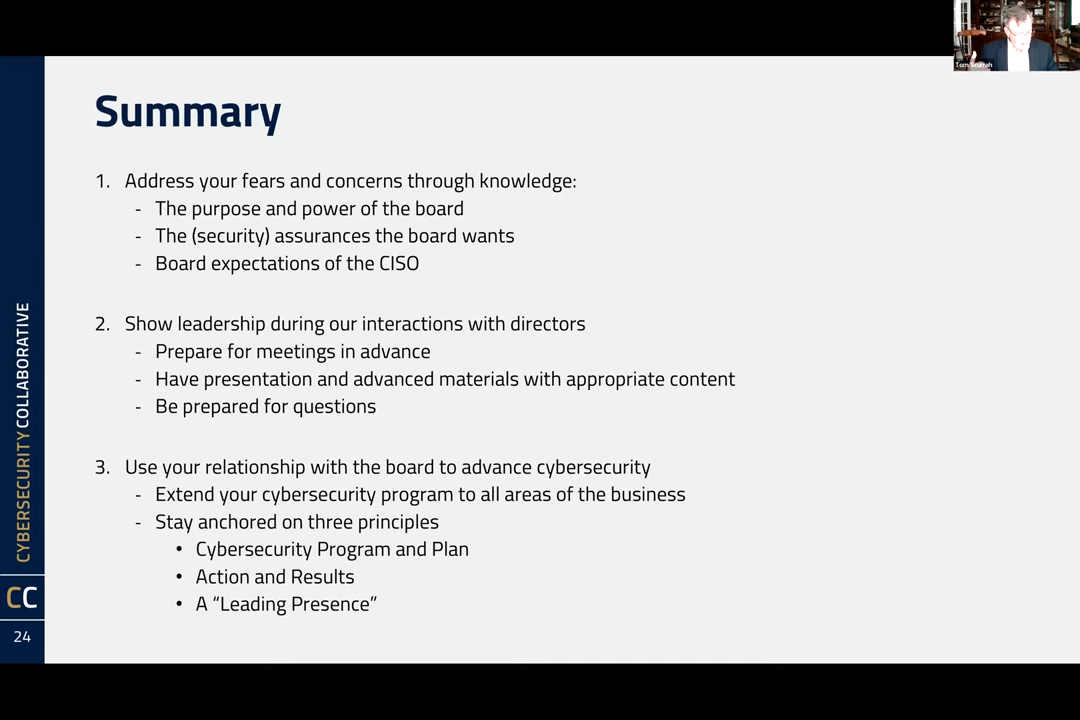 Tom Scurrah
Summary
1. Address your fears and concerns through knowledge:
- The purpose and power of the board
- The (security) assurances the board wants
- Board expectations of the CISO
2. Show leadership during our interactions with directors
- Prepare for meetings in advance
- Have presentation and advanced materials with appropriate content
- Be prepared for questions
3. Use your relationship with the board to advance cybersecurity
- Extend your cybersecurity program to all areas of the business
- Stay anchored on three principles
• Cybersecurity Program and Plan
• Action and Results
• A “Leading Presence”
CYBERSECURITY COLLABORATIVE
CC
24